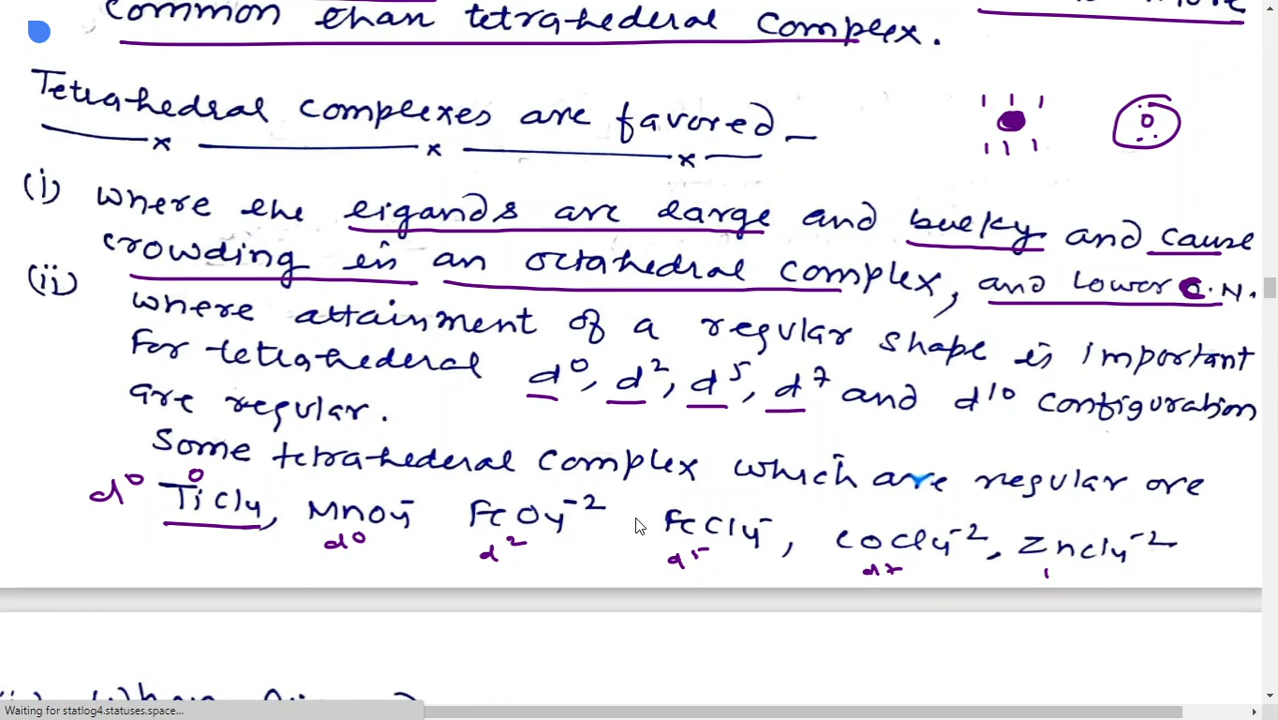 common than tetrahederal complex.
Tetrahedral complexes are favored –
(i) where the ligands are large and bulky and cause
crowding in an octahedral complex, and lower C.N.
(ii) where attainment of a regular shape is important
For tetrahederal d⁰, d², d⁵, d⁷ and d¹⁰ configuration
are regular.
Some tetrahederal complex which are regular are
d⁰ TiCl₄, MnO₄⁻ FeO₄⁻² FeCl₄⁻, CoCl₄⁻², ZnCl₄⁻²
d⁰ d² d⁵ d⁷
Waiting for statlog4.statuses.space...